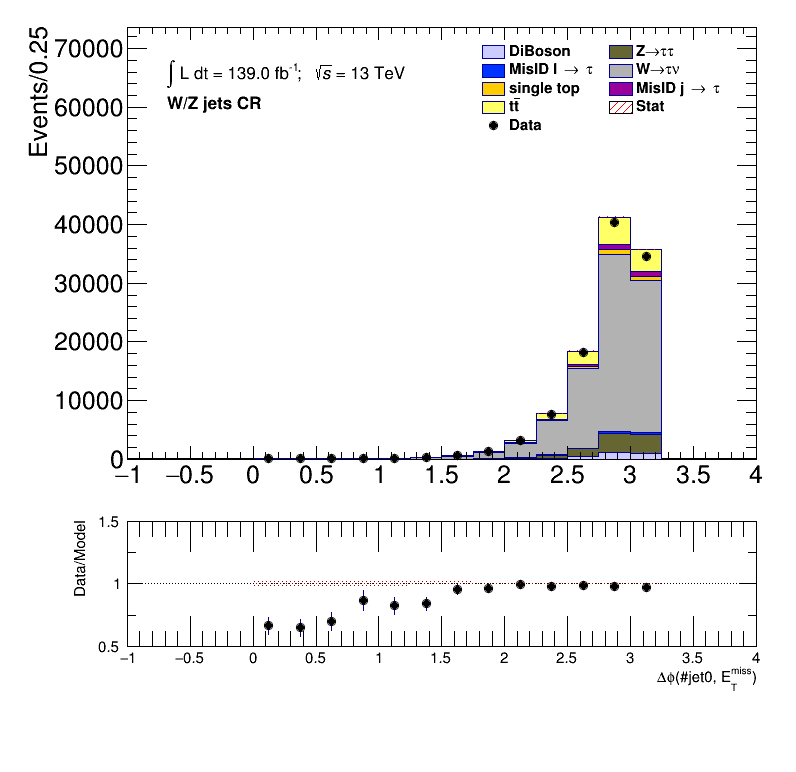 Events/0.25
70000
60000
50000
40000
30000
20000
10000
0
∫ L dt = 139.0 fb⁻¹; √s = 13 TeV
W/Z jets CR
DiBoson
MisID l → τ
single top
tt̄
Data
Z→ττ
W→τν
MisID j → τ
Stat
−1 −0.5 0 0.5 1 1.5 2 2.5 3 3.5 4
Data/Model
1.5
1
0.5
−1 −0.5 0 0.5 1 1.5 2 2.5 3 3.5 4
Δϕ(#jet0, E_T^miss)